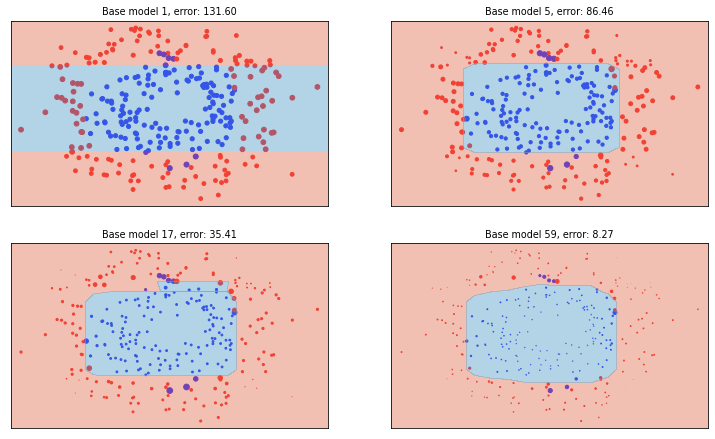 Base model 1, error: 131.60
Base model 5, error: 86.46
Base model 17, error: 35.41
Base model 59, error: 8.27